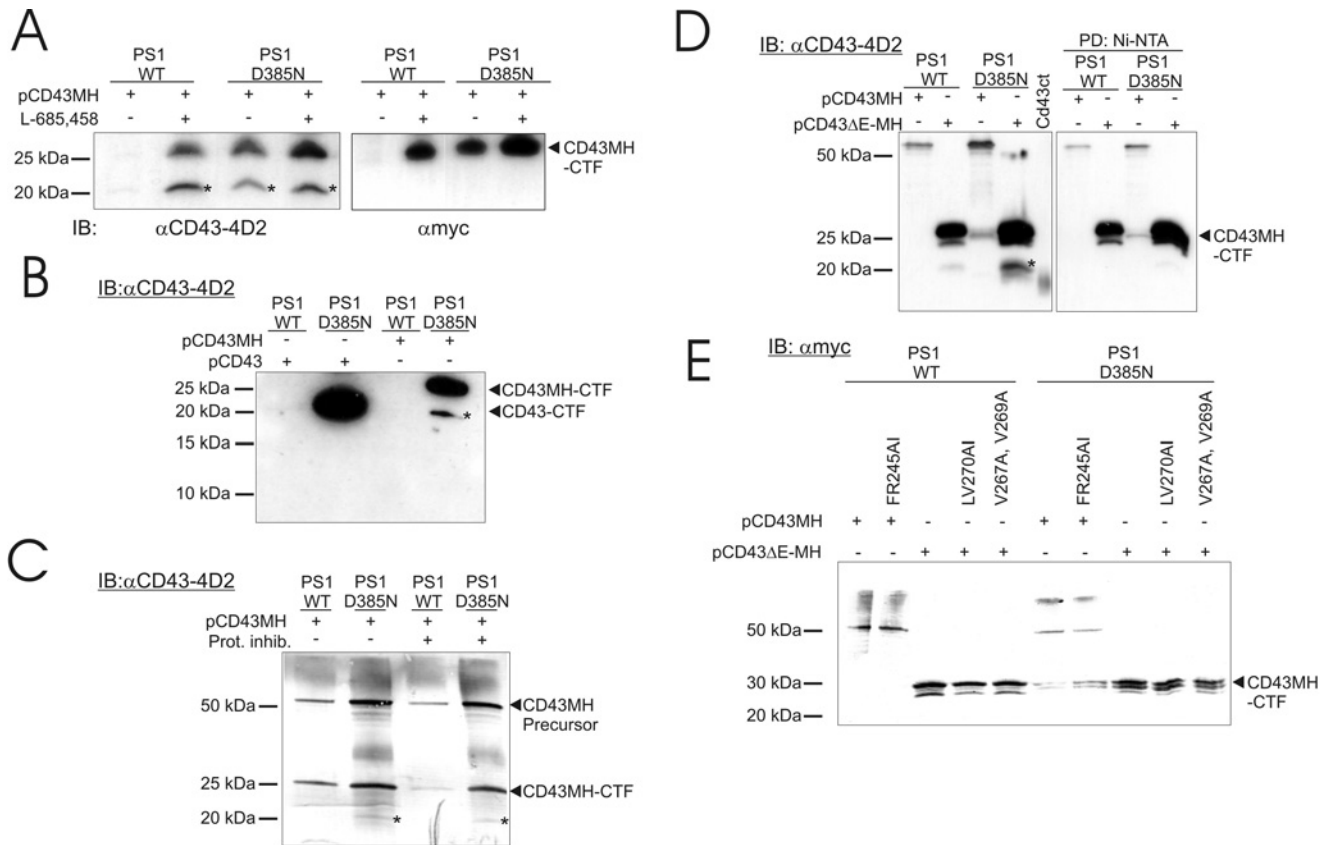 A
PS1 PS1 PS1 PS1
WT D385N WT D385N
pCD43MH + + + + + + + +
L-685,458 - + - + - + - +
25 kDa
20 kDa
* * *
CD43MH
-CTF
IB: αCD43-4D2 αmyc
B
IB:αCD43-4D2
PS1 PS1 PS1 PS1
WT D385N WT D385N
pCD43MH - - + +
pCD43 + + - -
25 kDa
20 kDa
15 kDa
10 kDa
*
CD43MH-CTF
CD43-CTF
C
IB:αCD43-4D2
PS1 PS1 PS1 PS1
WT D385N WT D385N
pCD43MH + + + +
Prot. inhib. - - + +
50 kDa
25 kDa
20 kDa
* *
CD43MH
Precursor
CD43MH-CTF
D
IB: αCD43-4D2
PD: Ni-NTA
PS1 PS1 PS1 PS1
WT D385N WT D385N
Cd43ct
pCD43MH + - + - + - + -
pCD43ΔE-MH - + - + - + - +
50 kDa
25 kDa
20 kDa
*
CD43MH
-CTF
E
IB: αmyc
PS1 PS1
WT D385N
FR245AI LV270AI V267A, V269A FR245AI LV270AI V267A, V269A
pCD43MH + + - - - + + - - -
pCD43ΔE-MH - - + + + - - + + +
50 kDa
30 kDa
20 kDa
CD43MH
-CTF